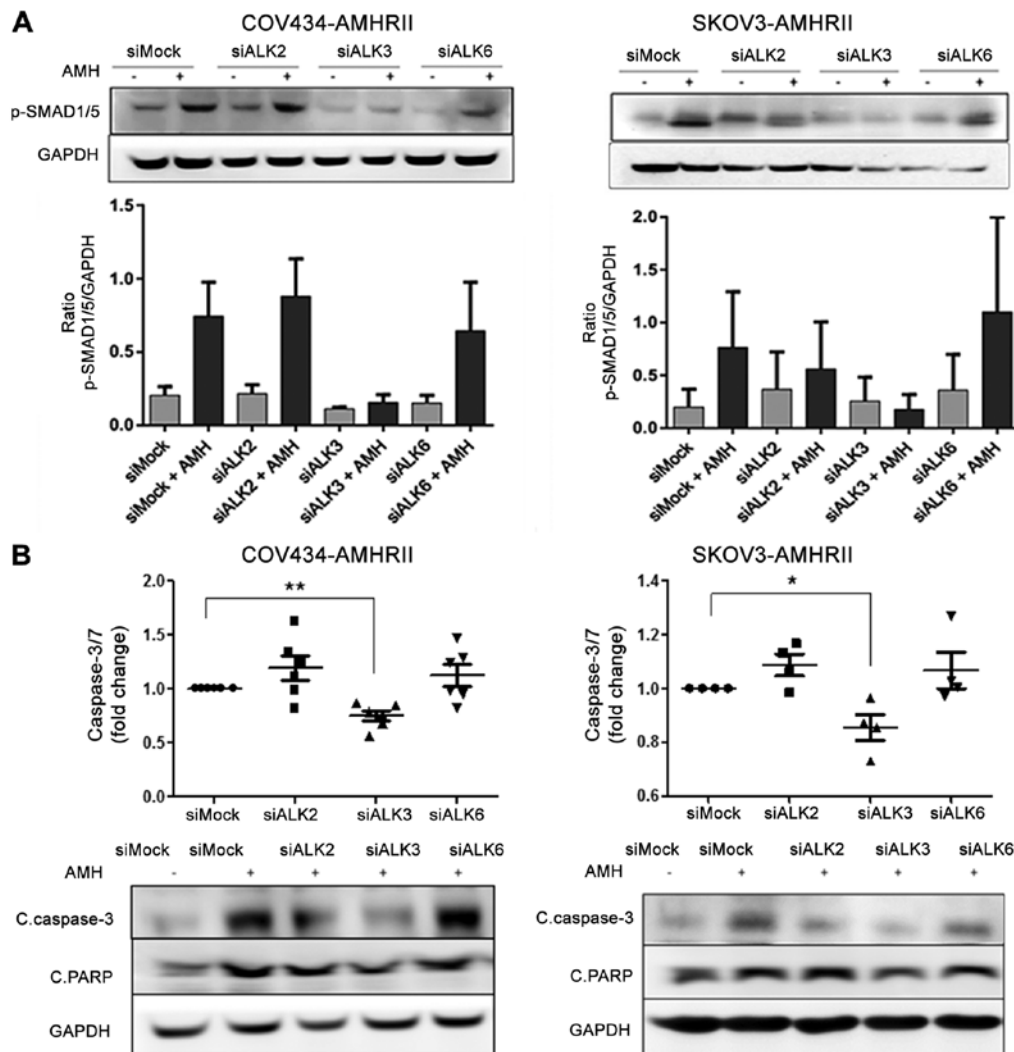 A
COV434-AMHRII
SKOV3-AMHRII
siMock siALK2 siALK3 siALK6
AMH - + - + - + - +
p-SMAD1/5
GAPDH
siMock siALK2 siALK3 siALK6
- + - + - + - +
Ratio
p-SMAD1/5/GAPDH
1.5
1.0
0.5
0.0
siMock
siMock + AMH
siALK2
siALK2 + AMH
siALK3
siALK3 + AMH
siALK6
siALK6 + AMH
Ratio
p-SMAD1/5/GAPDH
2.0
1.5
1.0
0.5
0.0
siMock
siMock + AMH
siALK2
siALK2 + AMH
siALK3
siALK3 + AMH
siALK6
siALK6 + AMH
B
COV434-AMHRII
SKOV3-AMHRII
Caspase-3/7
(fold change)
2.0
1.5
1.0
0.5
0.0
**
siMock siALK2 siALK3 siALK6
Caspase-3/7
(fold change)
1.4
1.2
1.0
0.8
0.6
*
siMock siALK2 siALK3 siALK6
siMock siMock siALK2 siALK3 siALK6
AMH - + + + +
C.caspase-3
C.PARP
GAPDH
siMock siMock siALK2 siALK3 siALK6
AMH - + + + +
C.caspase-3
C.PARP
GAPDH